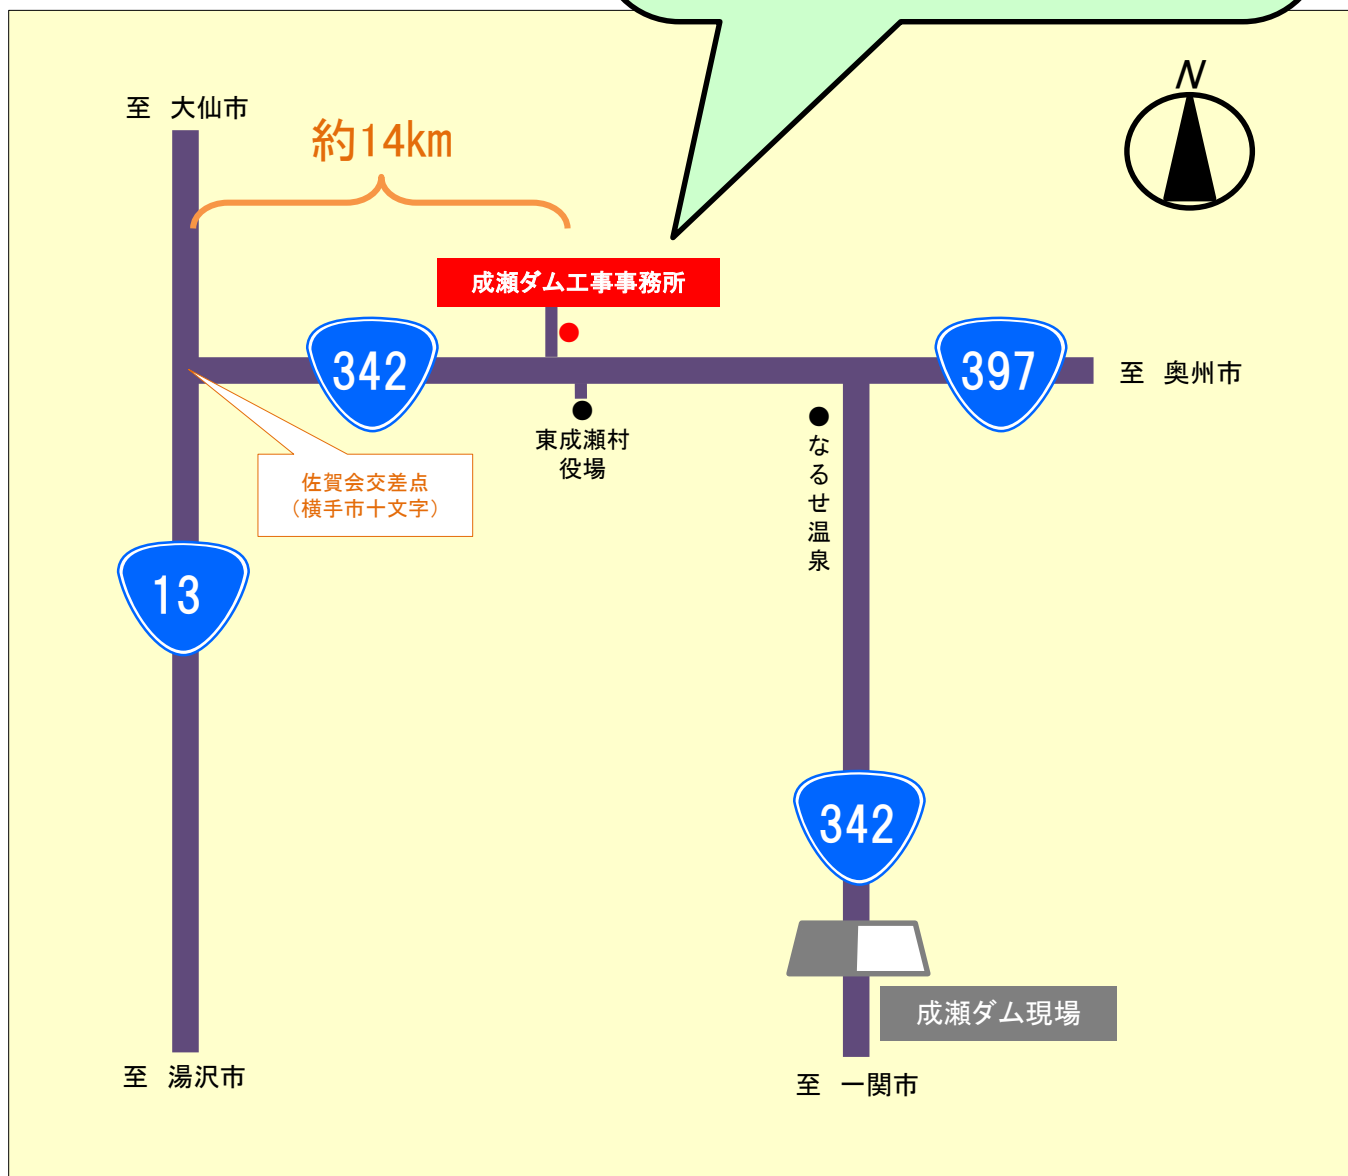 N
至 大仙市
約14km
成瀬ダム工事事務所
342
397
至 奥州市
東成瀬村
役場
なるせ温泉
佐賀会交差点
（横手市十文字）
13
342
成瀬ダム現場
至 湯沢市
至 一関市